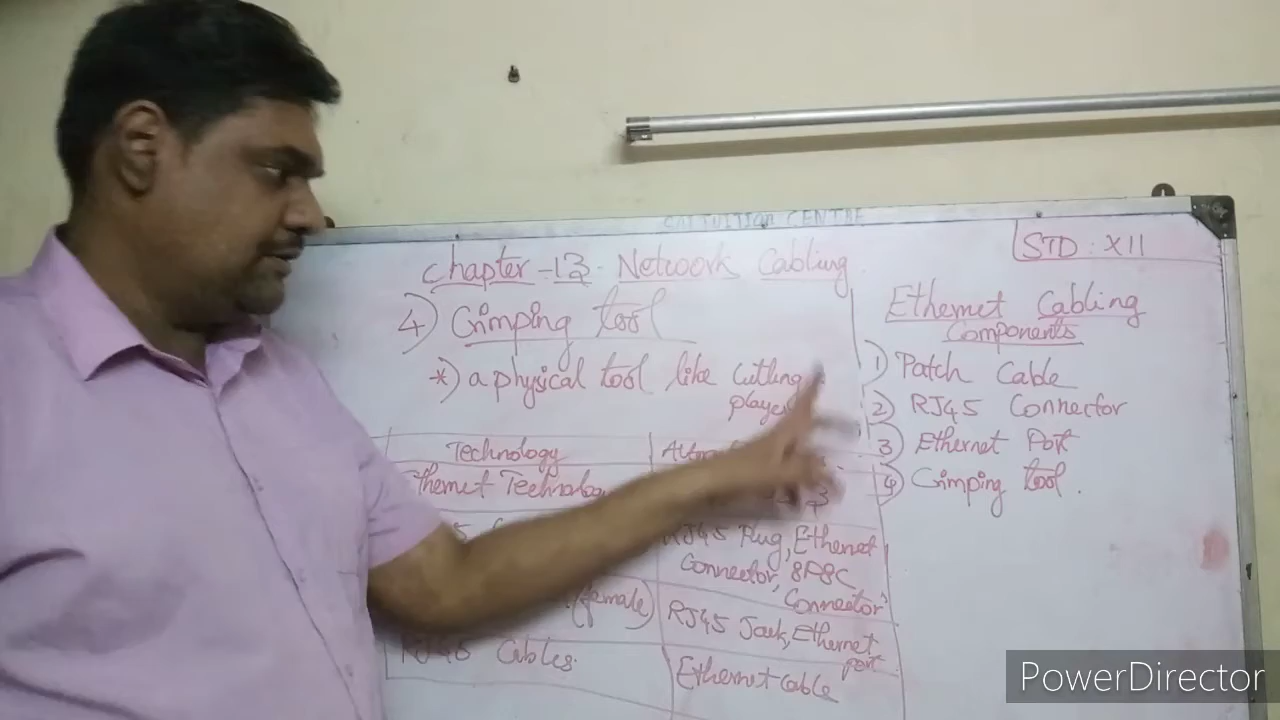 TUITION CENTRE
STD : XII
Chapter - 13 - Network Cabling
4) Crimping tool
*) a physical tool like Cutting
player
Technology
Ethernet Technology
(female)
RJ45 Cables
RJ45 Plug, Ethernet
Connector, 8P8C
Connector
RJ45 Jack, Ethernet
port
Ethernet cable
Ethernet Cabling
Components
1) Patch Cable
2) RJ45 Connector
3) Ethernet Port
4) Crimping tool.
PowerDirector